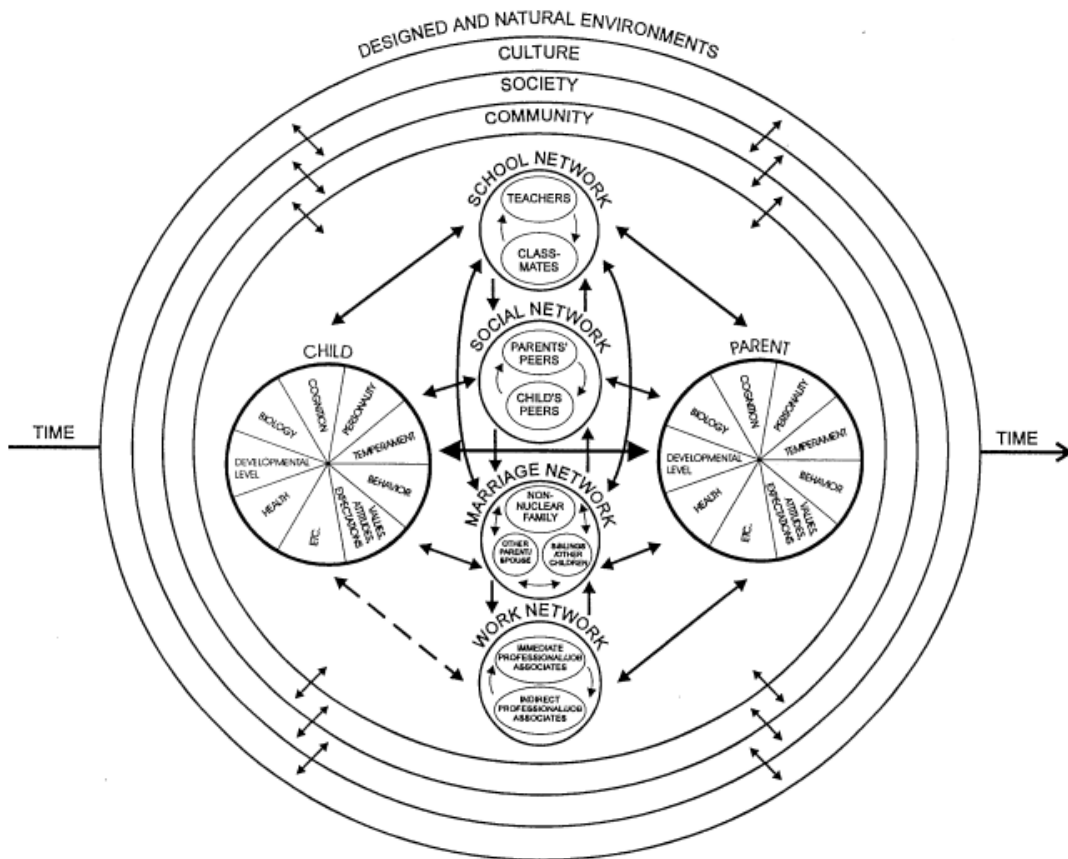 DESIGNED AND NATURAL ENVIRONMENTS
CULTURE
SOCIETY
COMMUNITY
SCHOOL NETWORK
TEACHERS
CLASS-
MATES
SOCIAL NETWORK
PARENTS'
PEERS
CHILD'S
PEERS
CHILD
COGNITION
PERSONALITY
BIOLOGY
TEMPERAMENT
DEVELOPMENTAL
LEVEL
BEHAVIOR
HEALTH
VALUES,
ATTITUDES,
EXPECTATIONS
ETC.
PARENT
COGNITION
PERSONALITY
BIOLOGY
TEMPERAMENT
DEVELOPMENTAL
LEVEL
BEHAVIOR
HEALTH
VALUES,
ATTITUDES,
EXPECTATIONS
ETC.
TIME
TIME
MARRIAGE NETWORK
NON-
NUCLEAR
FAMILY
OTHER
PARENT/
SPOUSE
SIBLINGS
/OTHER
CHILDREN
WORK NETWORK
IMMEDIATE
PROFESSIONAL/JOB
ASSOCIATES
INDIRECT
PROFESSIONAL/JOB
ASSOCIATES